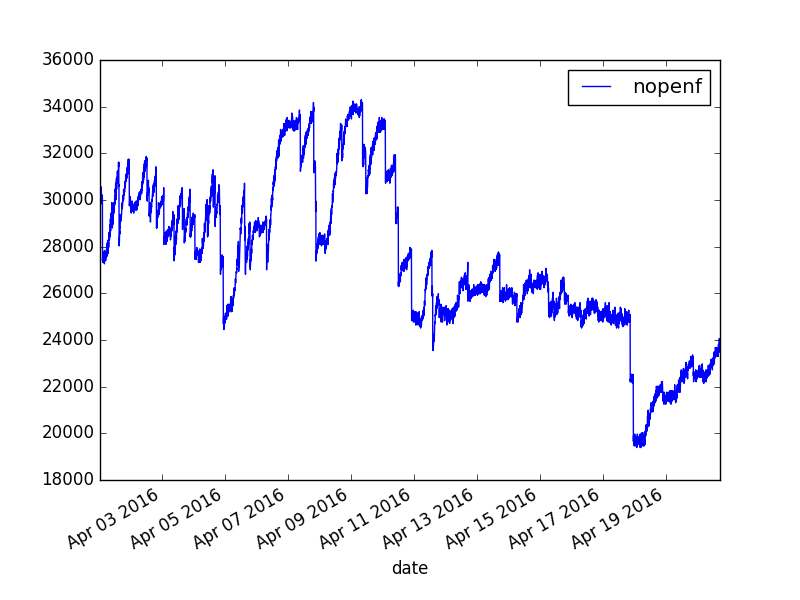 36000
34000
32000
30000
28000
26000
24000
22000
20000
18000
nopenf
Apr 03 2016
Apr 05 2016
Apr 07 2016
Apr 09 2016
Apr 11 2016
Apr 13 2016
Apr 15 2016
Apr 17 2016
Apr 19 2016
date